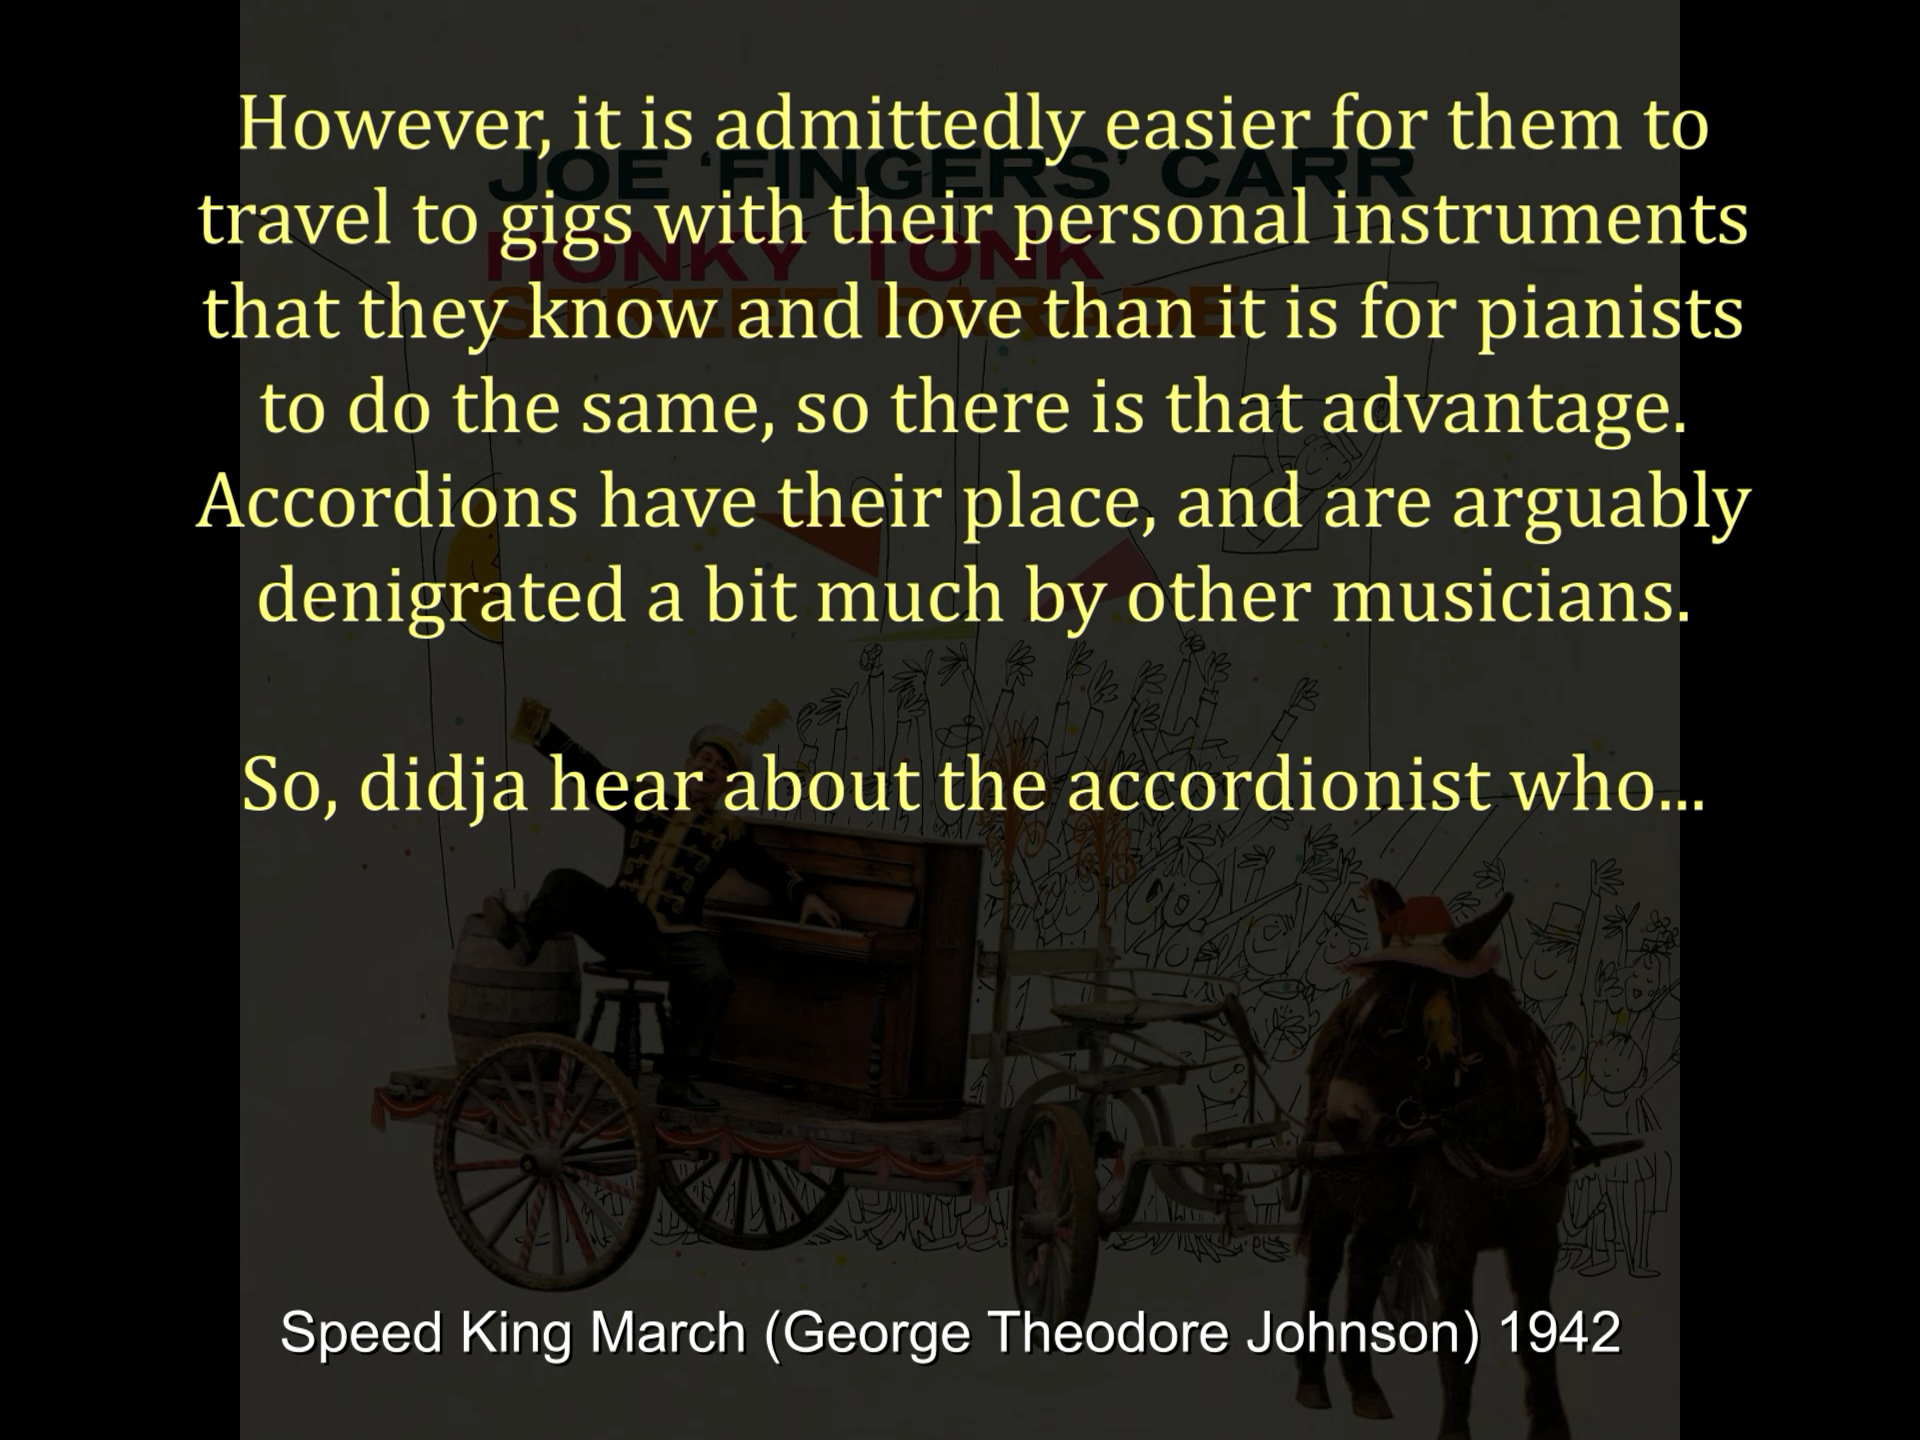 However, it is admittedly easier for them to
travel to gigs with their personal instruments
that they know and love than it is for pianists
to do the same, so there is that advantage.
Accordions have their place, and are arguably
denigrated a bit much by other musicians.
So, didja hear about the accordionist who...
JOE 'FINGERS' CARR
HONKY TONK
STREET PARADE
Speed King March (George Theodore Johnson) 1942